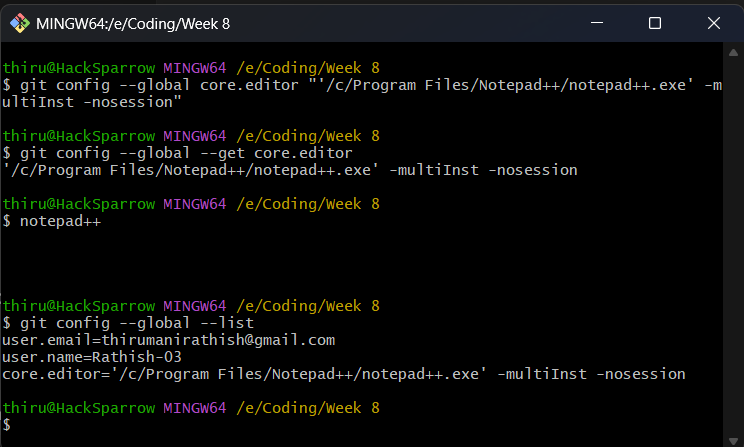 MINGW64:/e/Coding/Week 8
thiru@HackSparrow MINGW64 /e/Coding/Week 8
$ git config --global core.editor "'/c/Program Files/Notepad++/notepad++.exe' -m
ultiInst -nosession"
thiru@HackSparrow MINGW64 /e/Coding/Week 8
$ git config --global --get core.editor
'/c/Program Files/Notepad++/notepad++.exe' -multiInst -nosession
thiru@HackSparrow MINGW64 /e/Coding/Week 8
$ notepad++
thiru@HackSparrow MINGW64 /e/Coding/Week 8
$ git config --global --list
user.email=thirumanirathish@gmail.com
user.name=Rathish-03
core.editor='/c/Program Files/Notepad++/notepad++.exe' -multiInst -nosession
thiru@HackSparrow MINGW64 /e/Coding/Week 8
$